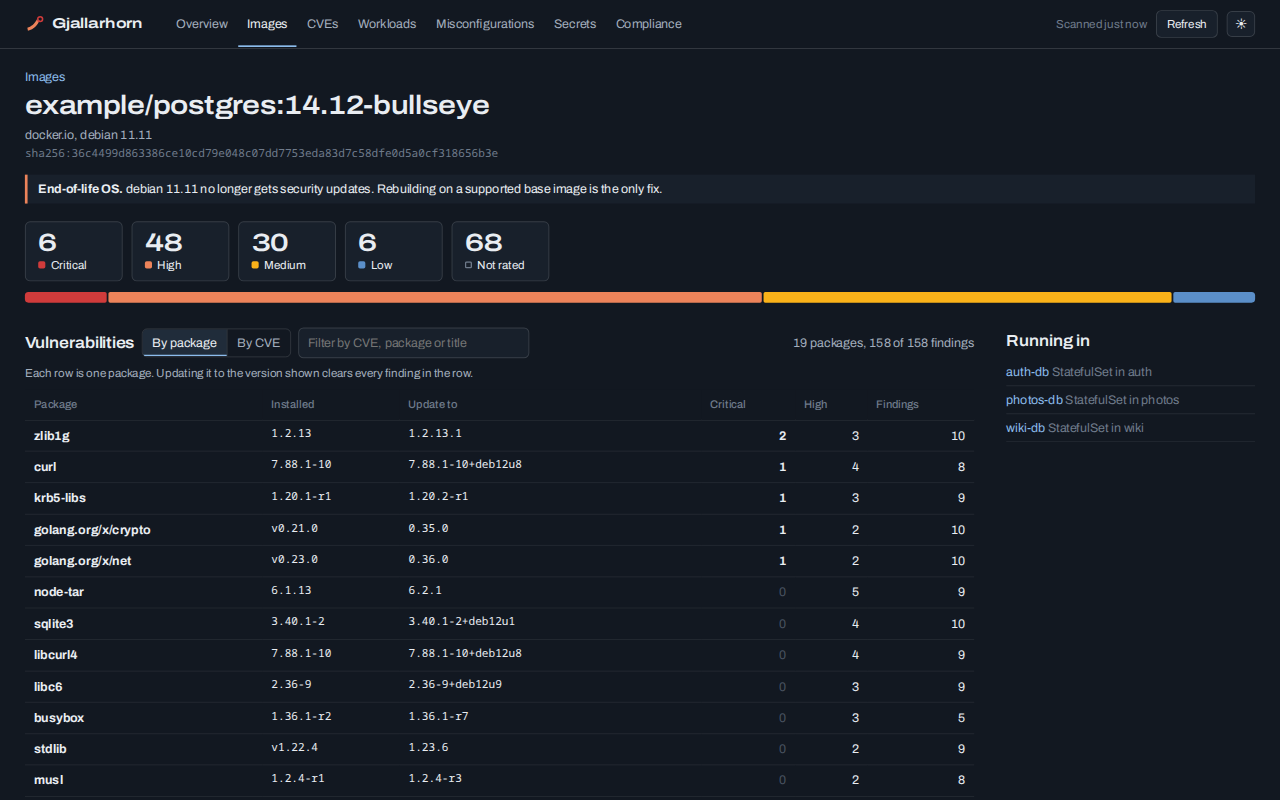 Gjallarhorn Overview Images CVEs Workloads Misconfigurations Secrets Compliance Scanned just now Refresh
Images
example/postgres:14.12-bullseye
docker.io, debian 11.11
sha256:36c4499d863386ce10cd79e048c07dd7753eda83d7c58dfe0d5a0cf318656b3e
End-of-life OS. debian 11.11 no longer gets security updates. Rebuilding on a supported base image is the only fix.
6 48 30 6 68
Critical High Medium Low Not rated
Vulnerabilities By package By CVE Filter by CVE, package or title 19 packages, 158 of 158 findings
Each row is one package. Updating it to the version shown clears every finding in the row.
Package Installed Update to Critical High Findings
zlib1g 1.2.13 1.2.13.1 2 3 10
curl 7.88.1-10 7.88.1-10+deb12u8 1 4 8
krb5-libs 1.20.1-r1 1.20.2-r1 1 3 9
golang.org/x/crypto v0.21.0 0.35.0 1 2 10
golang.org/x/net v0.23.0 0.36.0 1 2 10
node-tar 6.1.13 6.2.1 0 5 9
sqlite3 3.40.1-2 3.40.1-2+deb12u1 0 4 10
libcurl4 7.88.1-10 7.88.1-10+deb12u8 0 4 9
libc6 2.36-9 2.36-9+deb12u9 0 3 9
busybox 1.36.1-r2 1.36.1-r7 0 3 5
stdlib v1.22.4 1.23.6 0 2 9
musl 1.2.4-r1 1.2.4-r3 0 2 8
Running in
auth-db StatefulSet in auth
photos-db StatefulSet in photos
wiki-db StatefulSet in wiki